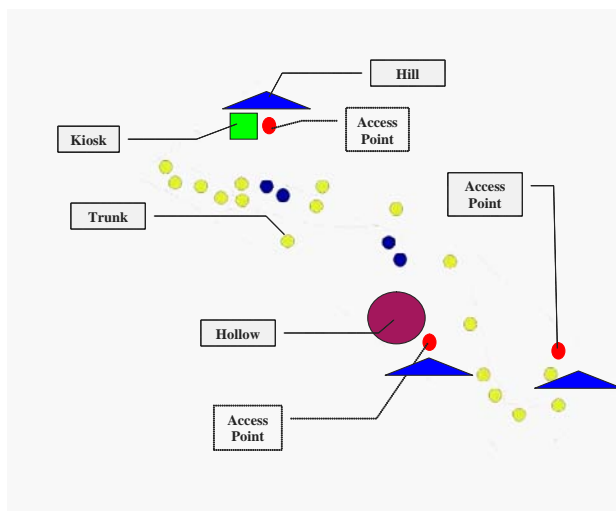 Hill
Access
Point
Kiosk
Access
Point
Trunk
Hollow
Access
Point